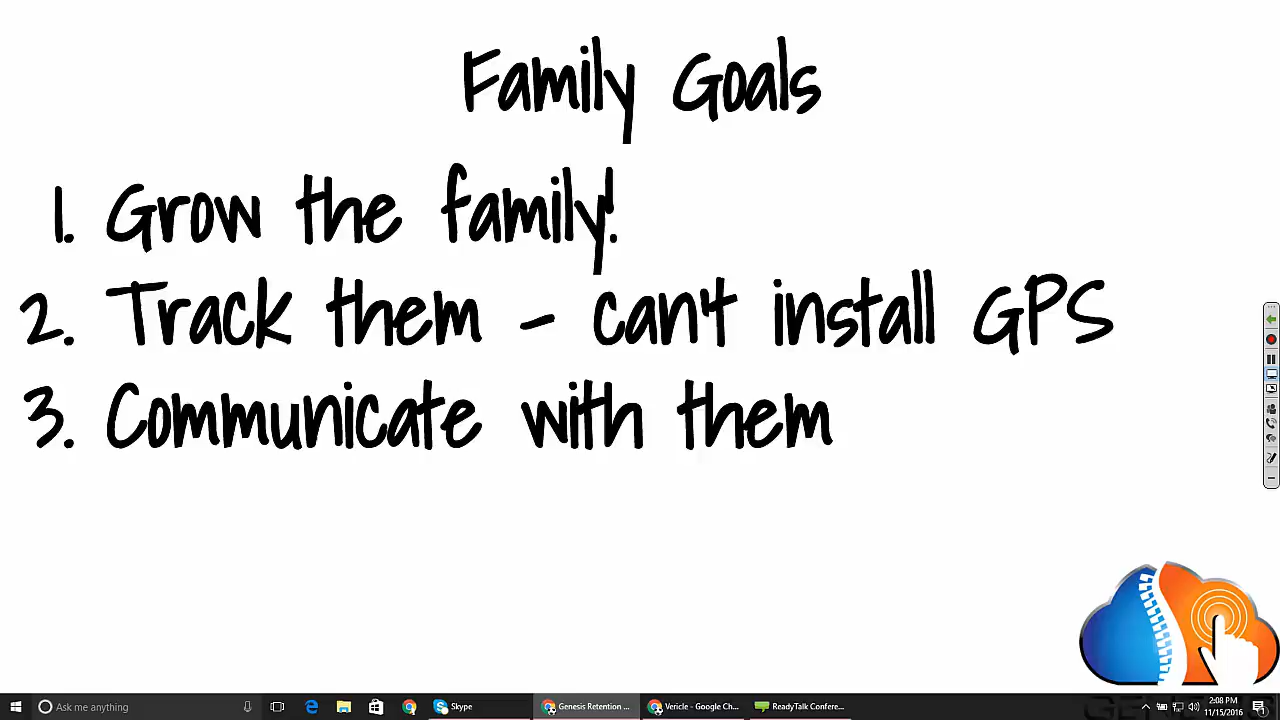 Family Goals
1. Grow the family!
2. Track them - can't install GPS
3. Communicate with them
Ask me anything
Skype
Genesis Retention ...
Vericle - Google Ch...
ReadyTalk Confere...
2:08 PM
11/15/2016